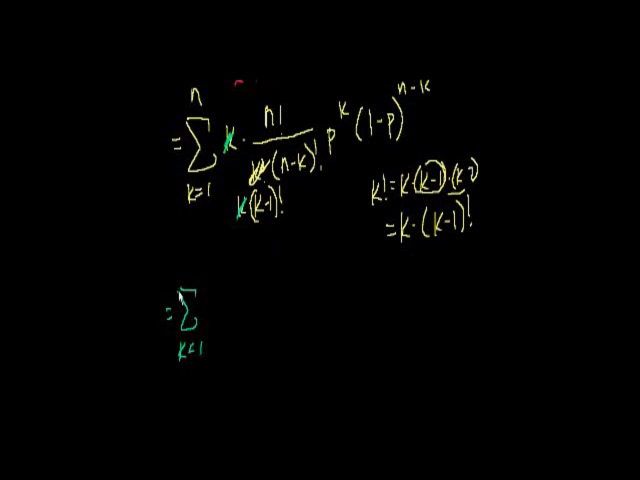 = ∑_{k=1}^{n} k · n! / (k! (n-k)!) p^k (1-p)^{n-k}
k(k-1)!
k! = k · (k-1) · (k-2)
= k · (k-1)!
= ∑_{k=1}